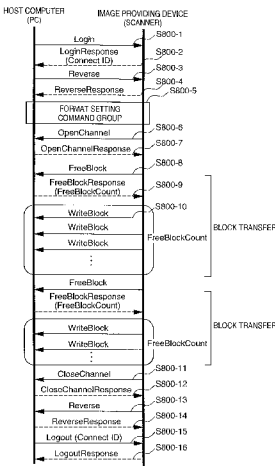 HOST COMPUTER
(PC)
IMAGE PROVIDING DEVICE
(SCANNER)
Login
S800-1
LoginResponse
(Connect ID)
S800-2
Reverse
S800-3
ReverseResponse
S800-4
S800-5
FORMAT SETTING
COMMAND GROUP
OpenChannel
S800-6
OpenChannelResponse
S800-7
FreeBlock
S800-8
FreeBlockResponse
(FreeBlockCount)
S800-9
S800-10
WriteBlock
WriteBlock
WriteBlock
FreeBlockCount
BLOCK TRANSFER
FreeBlock
FreeBlockResponse
(FreeBlockCount)
WriteBlock
WriteBlock
FreeBlockCount
BLOCK TRANSFER
CloseChannel
S800-11
CloseChannelResponse
S800-12
Reverse
S800-13
ReverseResponse
S800-14
Logout (Connect ID)
S800-15
LogoutResponse
S800-16